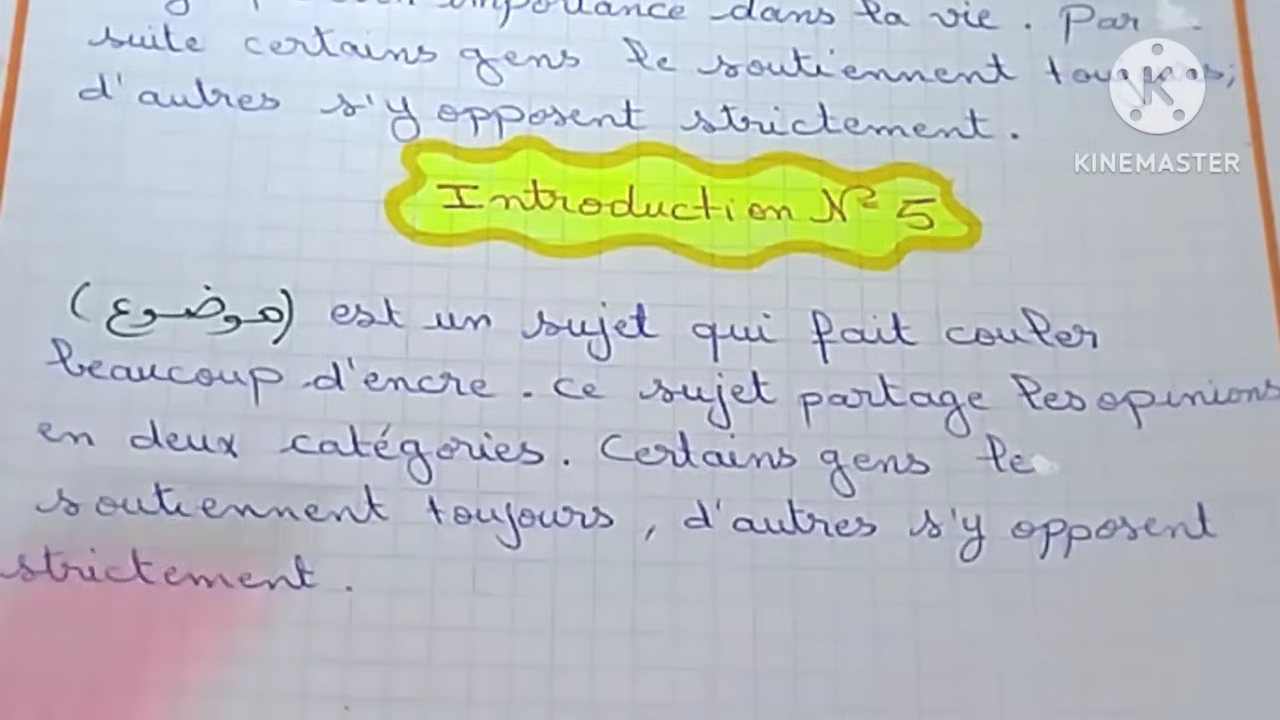 importance dans la vie. Par
suite certains gens le soutiennent
d'autres s'y opposent strictement.
KINEMASTER
Introduction N° 5
(موضوع) est un sujet qui fait couler
beaucoup d'encre. Ce sujet partage les opinions
en deux catégories. Certains gens le
soutiennent toujours, d'autres s'y opposent
strictement.